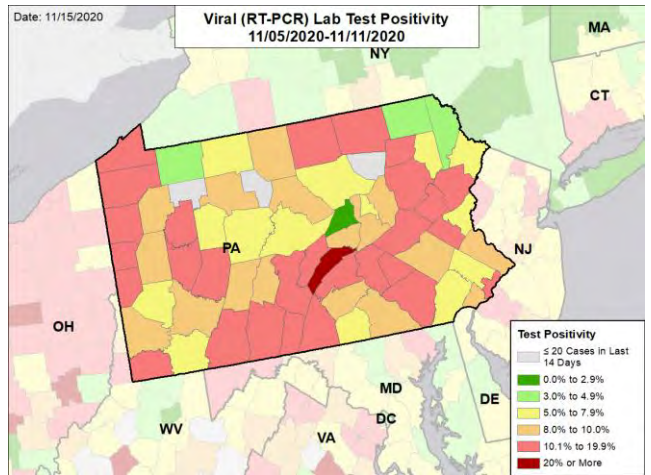 Date: 11/15/2020
Viral (RT-PCR) Lab Test Positivity
11/05/2020-11/11/2020
NY
MA
CT
PA
NJ
OH
MD
DE
DC
WV
VA
Test Positivity
≤ 20 Cases in Last
14 Days
0.0% to 2.9%
3.0% to 4.9%
5.0% to 7.9%
8.0% to 10.0%
10.1% to 19.9%
20% or More